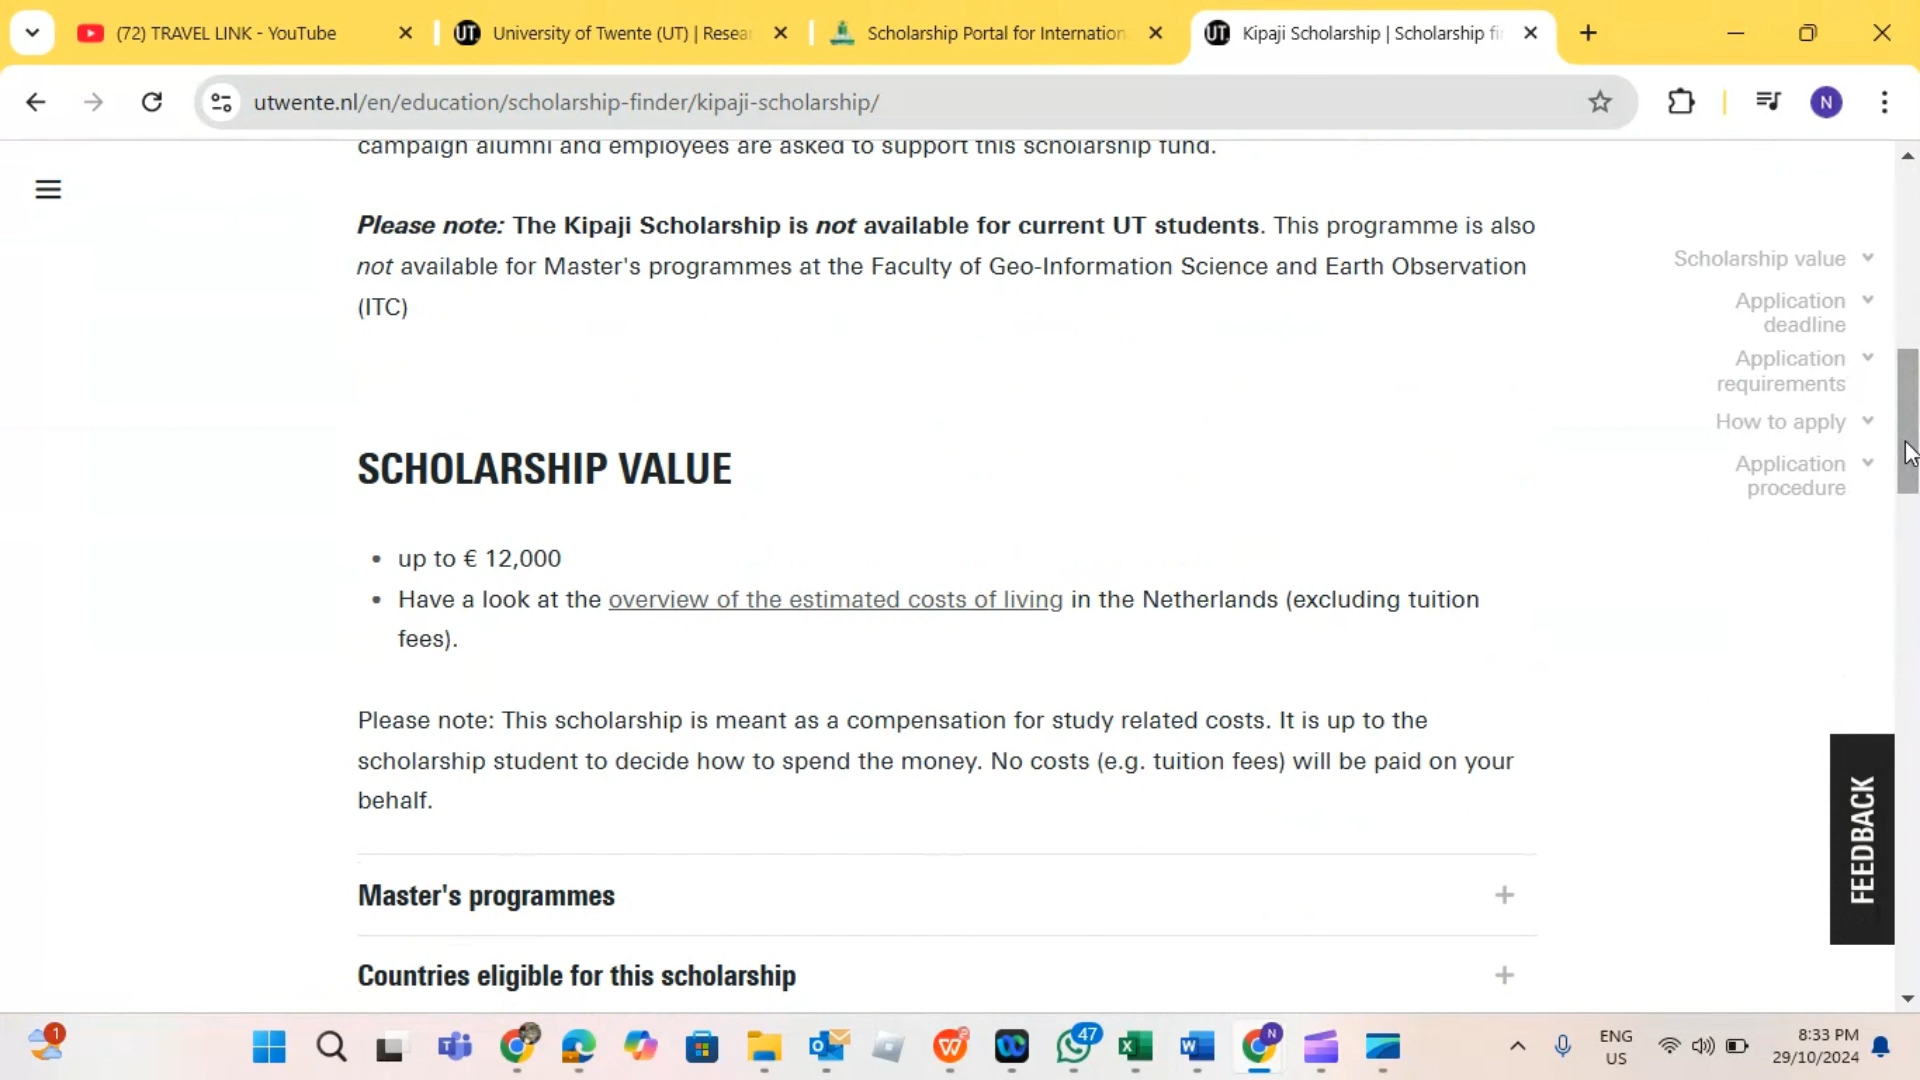 (72) TRAVEL LINK - YouTube
University of Twente (UT) | Resea
Scholarship Portal for Internation
Kipaji Scholarship | Scholarship fi
utwente.nl/en/education/scholarship-finder/kipaji-scholarship/
N
campaign alumni and employees are asked to support this scholarship fund.
Please note: The Kipaji Scholarship is not available for current UT students. This programme is also
not available for Master's programmes at the Faculty of Geo-Information Science and Earth Observation
(ITC)
Scholarship value
Application
deadline
Application
requirements
How to apply
Application
procedure
SCHOLARSHIP VALUE
• up to € 12,000
• Have a look at the overview of the estimated costs of living in the Netherlands (excluding tuition
fees).
Please note: This scholarship is meant as a compensation for study related costs. It is up to the
scholarship student to decide how to spend the money. No costs (e.g. tuition fees) will be paid on your
behalf.
Master's programmes
Countries eligible for this scholarship
FEEDBACK
1
47
N
ENG
US
8:33 PM
29/10/2024